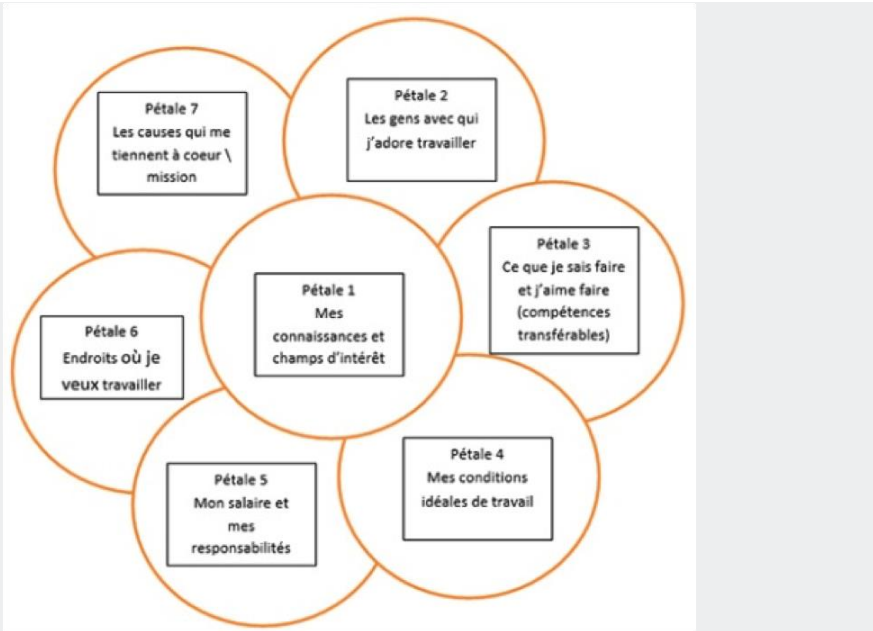 Pétale 7
Les causes qui me
tiennent à coeur \
mission
Pétale 2
Les gens avec qui
j'adore travailler
Pétale 3
Ce que je sais faire
et j'aime faire
(compétences
transférables)
Pétale 1
Mes
connaissances et
champs d'intérêt
Pétale 6
Endroits où je
veux travailler
Pétale 4
Mes conditions
idéales de travail
Pétale 5
Mon salaire et
mes
responsabilités